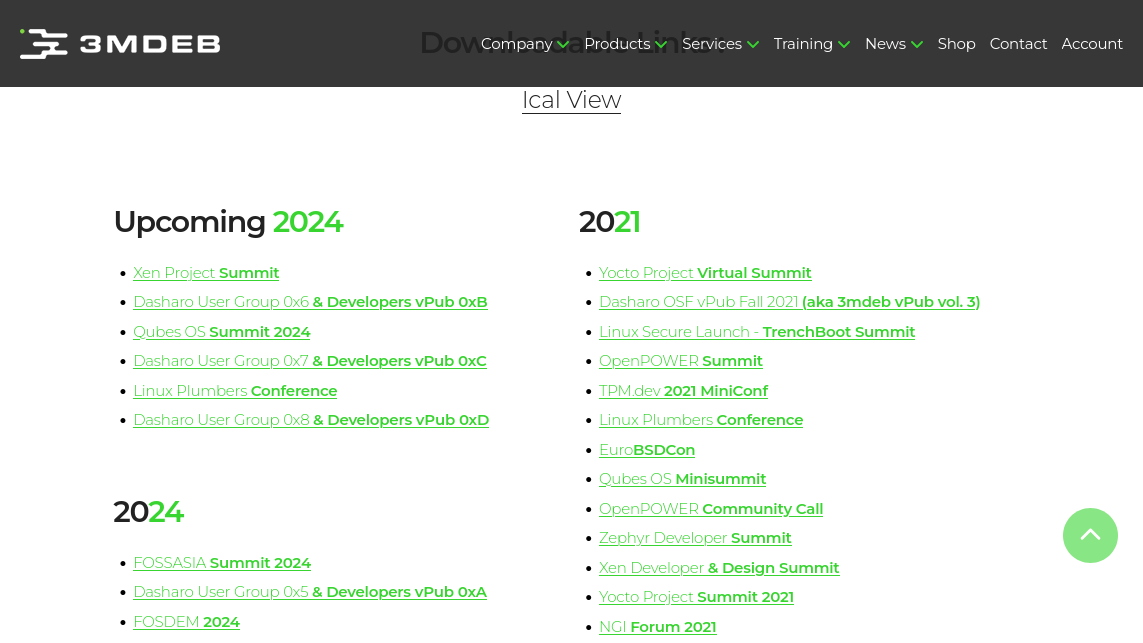 3MDEB
Company Products Services Training News Shop Contact Account
Downloadable Links:
Ical View
Upcoming 2024
Xen Project Summit
Dasharo User Group 0x6 & Developers vPub 0xB
Qubes OS Summit 2024
Dasharo User Group 0x7 & Developers vPub 0xC
Linux Plumbers Conference
Dasharo User Group 0x8 & Developers vPub 0xD
2024
FOSSASIA Summit 2024
Dasharo User Group 0x5 & Developers vPub 0xA
FOSDEM 2024
2021
Yocto Project Virtual Summit
Dasharo OSF vPub Fall 2021 (aka 3mdeb vPub vol. 3)
Linux Secure Launch - TrenchBoot Summit
OpenPOWER Summit
TPM.dev 2021 MiniConf
Linux Plumbers Conference
EuroBSDCon
Qubes OS Minisummit
OpenPOWER Community Call
Zephyr Developer Summit
Xen Developer & Design Summit
Yocto Project Summit 2021
NGI Forum 2021